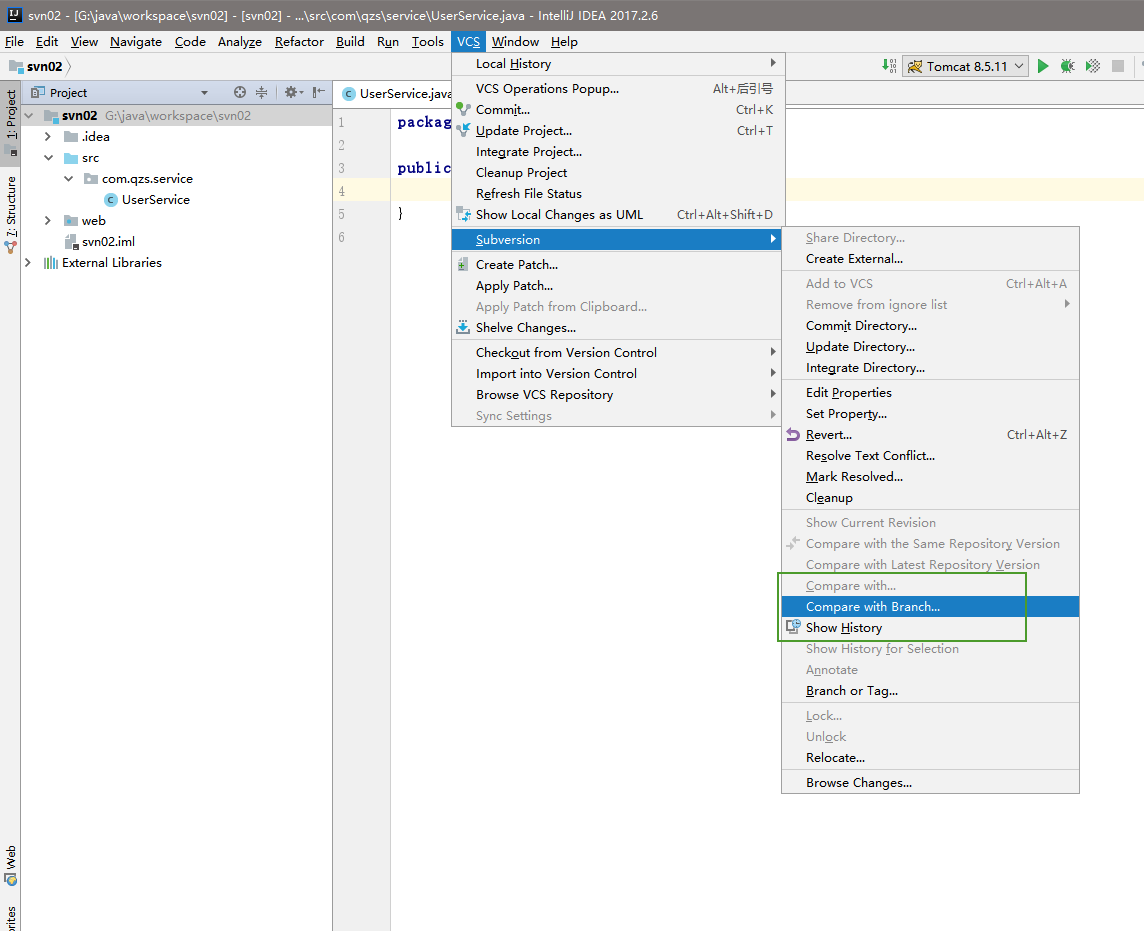 svn02 - [G:\java\workspace\svn02] - [svn02] - ...\src\com\qzs\service\UserService.java - IntelliJ IDEA 2017.2.6
File Edit View Navigate Code Analyze Refactor Build Run Tools VCS Window Help
svn02
Tomcat 8.5.11
1: Project
7: Structure
Web
Project
svn02 G:\java\workspace\svn02
.idea
src
com.qzs.service
UserService
web
svn02.iml
External Libraries
UserService.java
1 packag
2
3 public
4
5 }
6
Local History
VCS Operations Popup... Alt+后引号
Commit... Ctrl+K
Update Project... Ctrl+T
Integrate Project...
Cleanup Project
Refresh File Status
Show Local Changes as UML Ctrl+Alt+Shift+D
Subversion
Create Patch...
Apply Patch...
Apply Patch from Clipboard...
Shelve Changes...
Checkout from Version Control
Import into Version Control
Browse VCS Repository
Sync Settings
Share Directory...
Create External...
Add to VCS Ctrl+Alt+A
Remove from ignore list
Commit Directory...
Update Directory...
Integrate Directory...
Edit Properties
Set Property...
Revert... Ctrl+Alt+Z
Resolve Text Conflict...
Mark Resolved...
Cleanup
Show Current Revision
Compare with the Same Repository Version
Compare with Latest Repository Version
Compare with...
Compare with Branch...
Show History
Show History for Selection
Annotate
Branch or Tag...
Lock...
Unlock
Relocate...
Browse Changes...